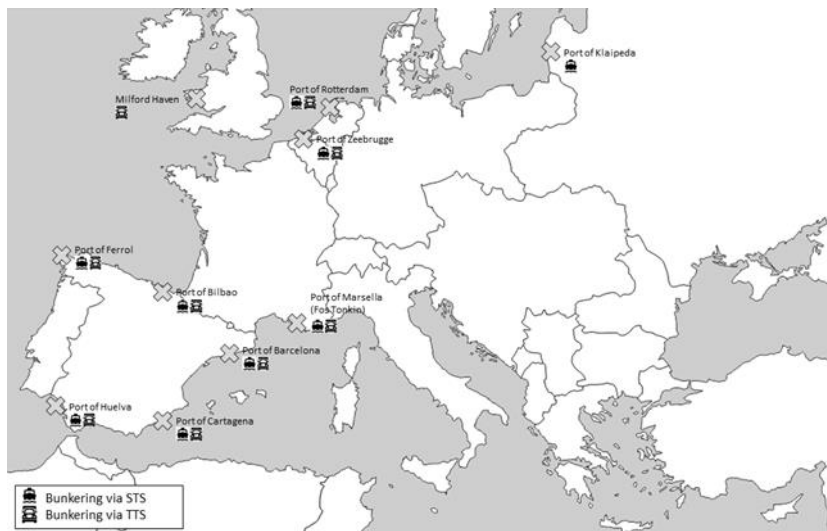 Port of Klaipeda
Port of Rotterdam
Milford Haven
Port of Zeebrugge
Port of Ferrol
Port of Bilbao
Port of Marsella
(Fos Tonkin)
Port of Barcelona
Port of Huelva
Port of Cartagena
Bunkering via STS
Bunkering via TTS